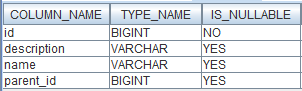 COLUMN_NAME TYPE_NAME IS_NULLABLE
id BIGINT NO
description VARCHAR YES
name VARCHAR YES
parent_id BIGINT YES